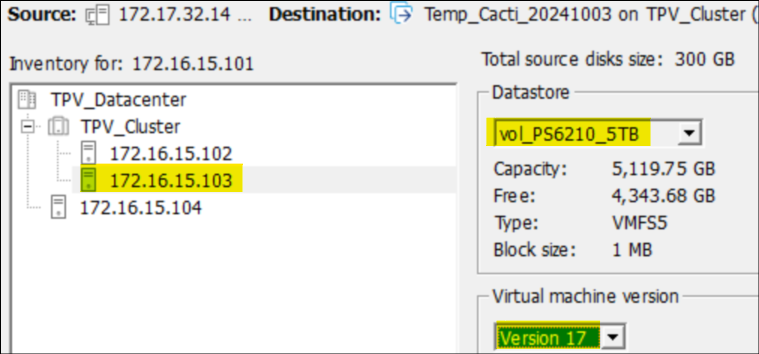 Source: 172.17.32.14 ... Destination: Temp_Cacti_20241003 on TPV_Cluster (
Inventory for: 172.16.15.101
TPV_Datacenter
TPV_Cluster
172.16.15.102
172.16.15.103
172.16.15.104
Total source disks size: 300 GB
Datastore
vol_PS6210_5TB
Capacity: 5,119.75 GB
Free: 4,343.68 GB
Type: VMFS5
Block size: 1 MB
Virtual machine version
Version 17